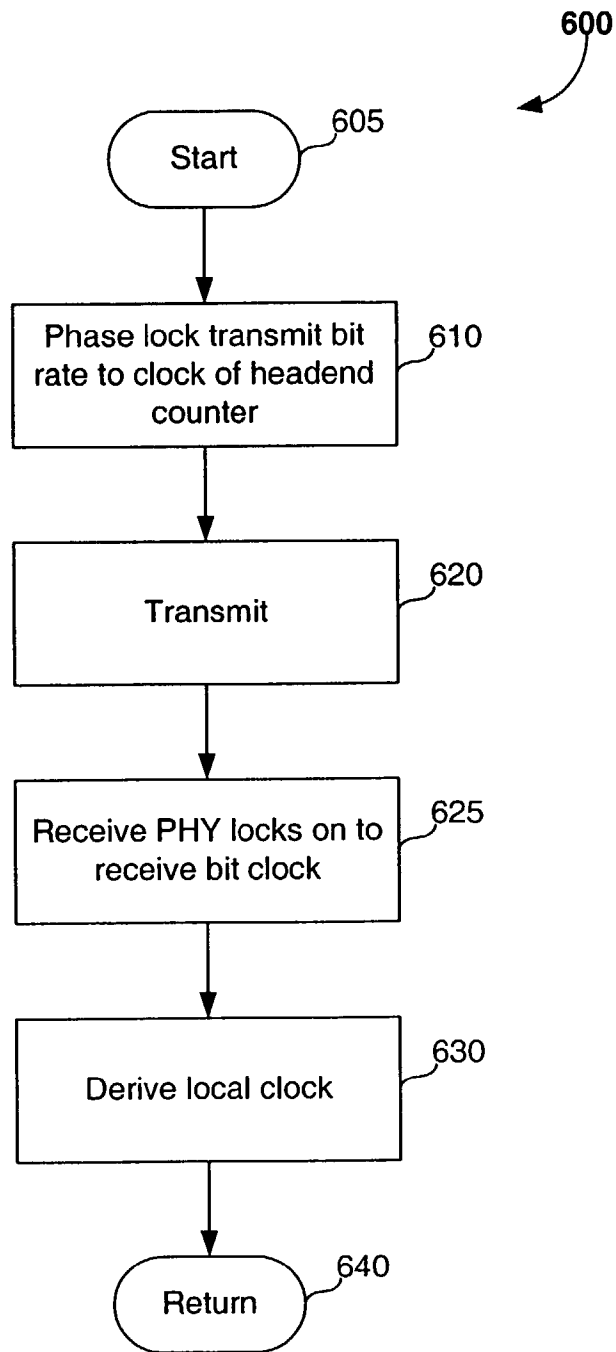 600
Start
605
Phase lock transmit bit
rate to clock of headend
counter
610
Transmit
620
Receive PHY locks on to
receive bit clock
625
Derive local clock
630
Return
640